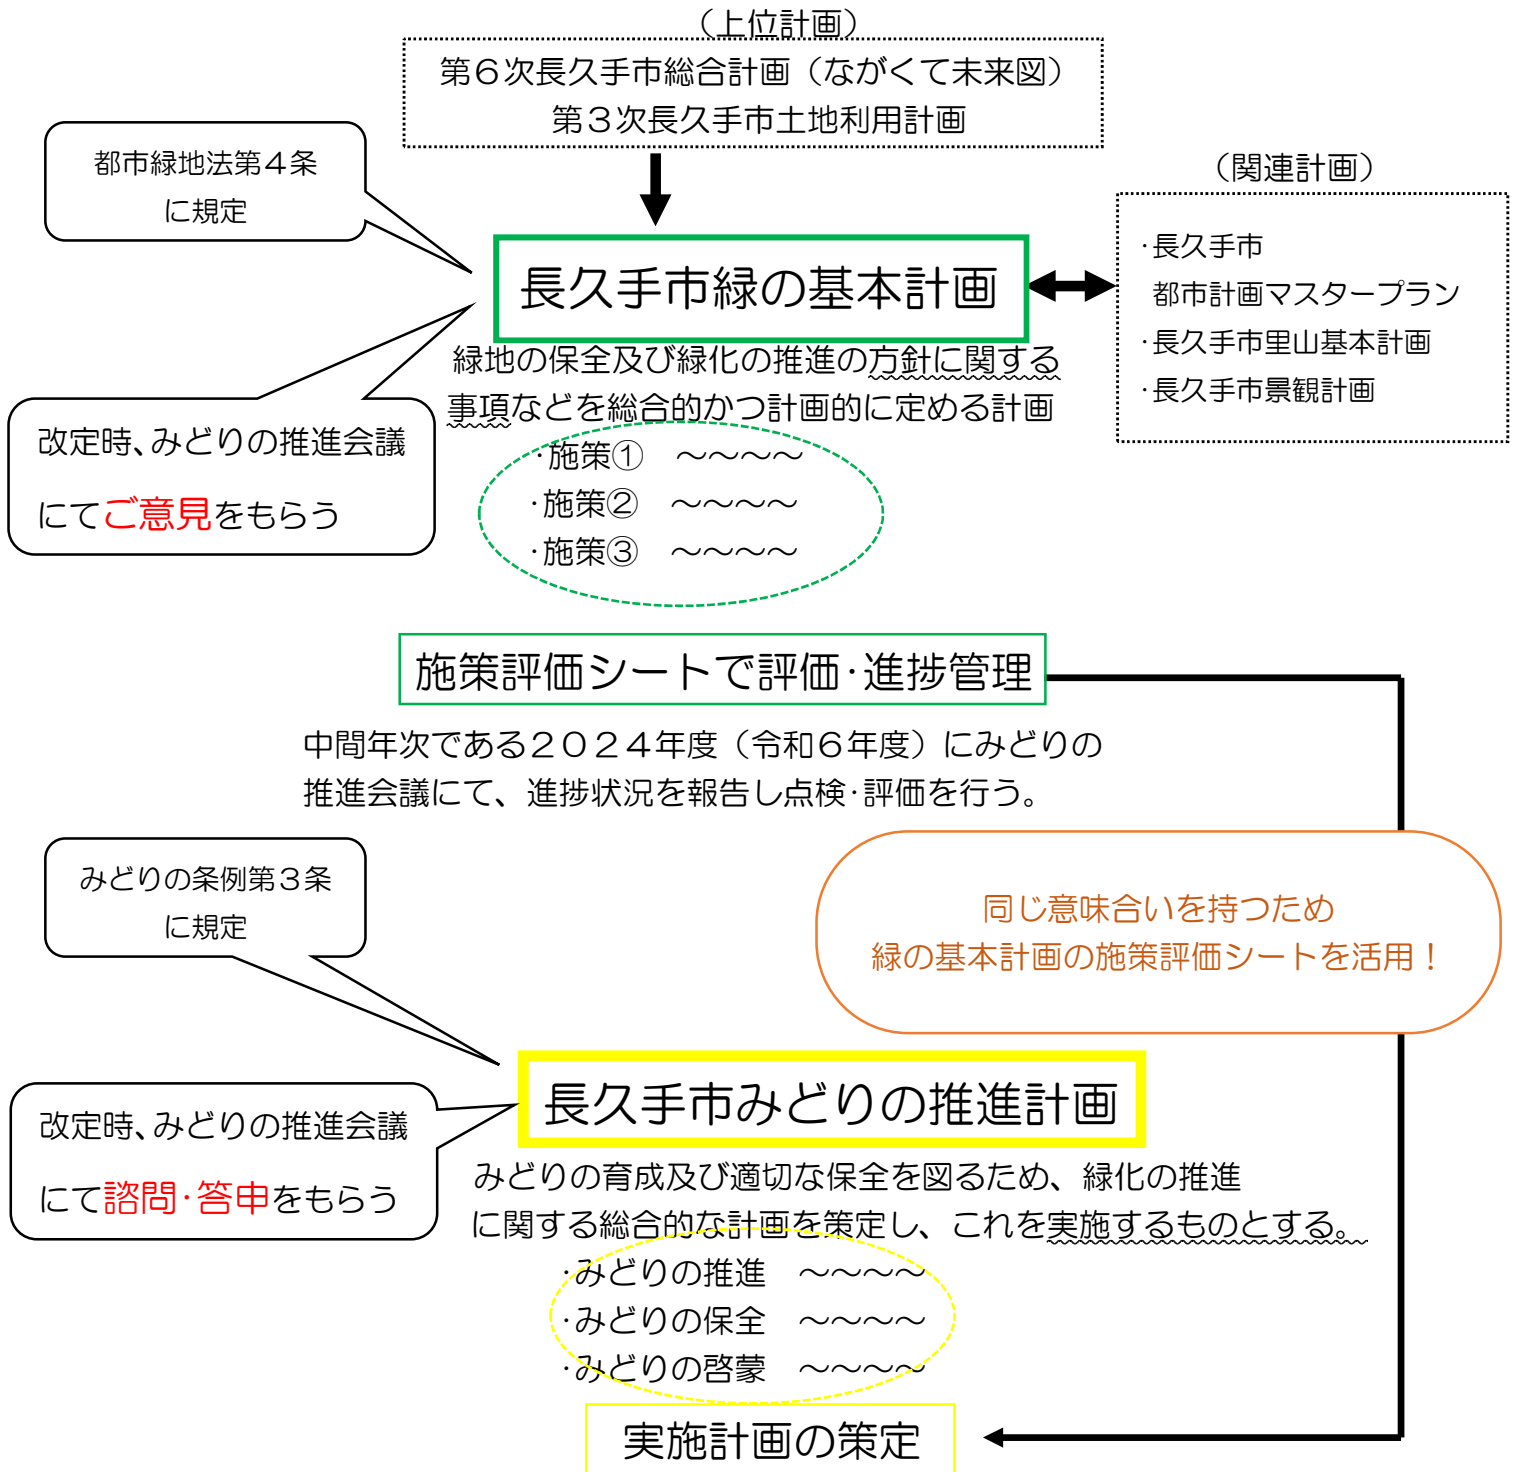 （上位計画）
第６次長久手市総合計画（ながくて未来図）
第３次長久手市土地利用計画
都市緑地法第４条
に規定
（関連計画）
・長久手市
都市計画マスタープラン
・長久手市里山基本計画
・長久手市景観計画
長久手市緑の基本計画
緑地の保全及び緑化の推進の方針に関する
事項などを総合的かつ計画的に定める計画
・施策①　～～～～
・施策②　～～～～
・施策③　～～～～
改定時、みどりの推進会議
にてご意見をもらう
施策評価シートで評価・進捗管理
中間年次である２０２４年度（令和６年度）にみどりの
推進会議にて、進捗状況を報告し点検・評価を行う。
みどりの条例第３条
に規定
同じ意味合いを持つため
緑の基本計画の施策評価シートを活用！
長久手市みどりの推進計画
改定時、みどりの推進会議
にて諮問・答申をもらう
みどりの育成及び適切な保全を図るため、緑化の推進
に関する総合的な計画を策定し、これを実施するものとする。
・みどりの推進　～～～～
・みどりの保全　～～～～
・みどりの啓蒙　～～～～
実施計画の策定